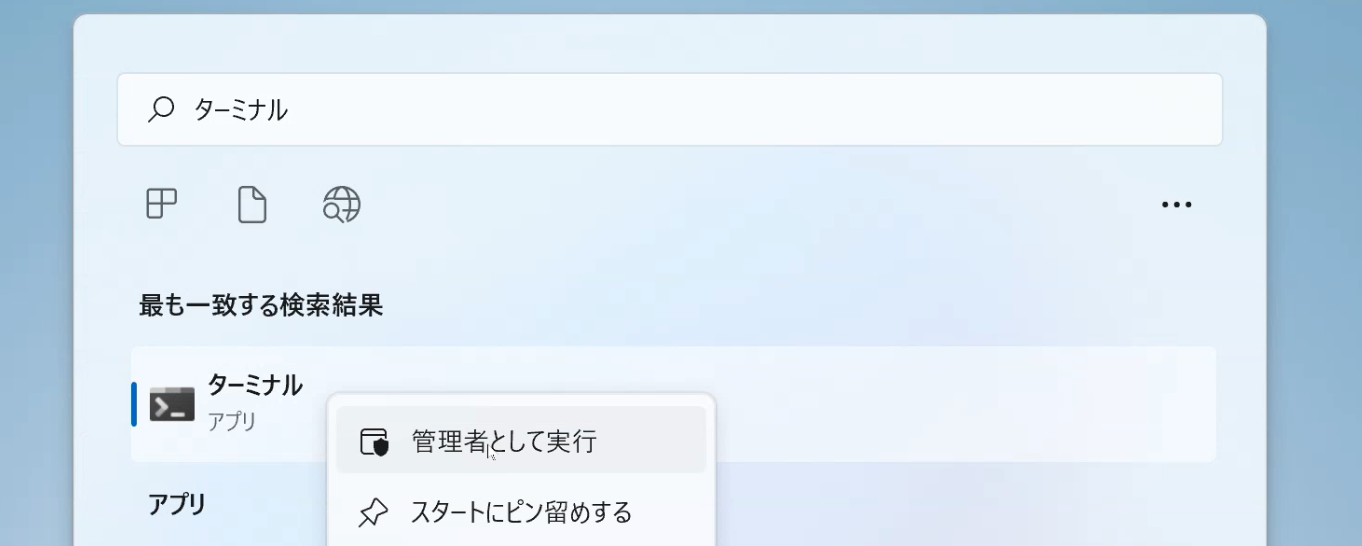 ターミナル
最も一致する検索結果
ターミナル
アプリ
管理者として実行
アプリ
スタートにピン留めする